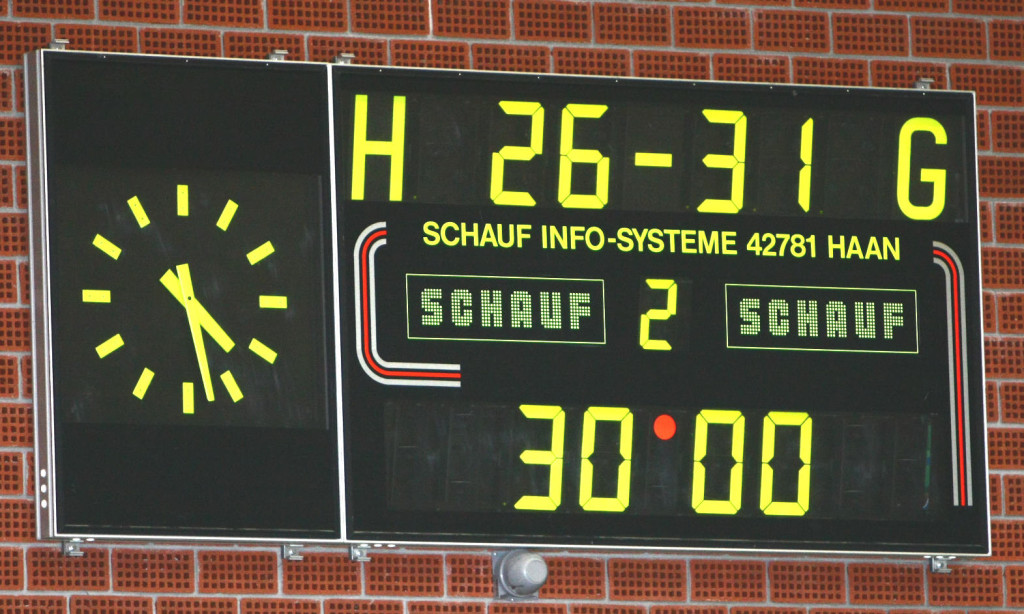 H 26-31 G
SCHAUF INFO-SYSTEME 42781 HAAN
SCHAUF 2 SCHAUF
30:00